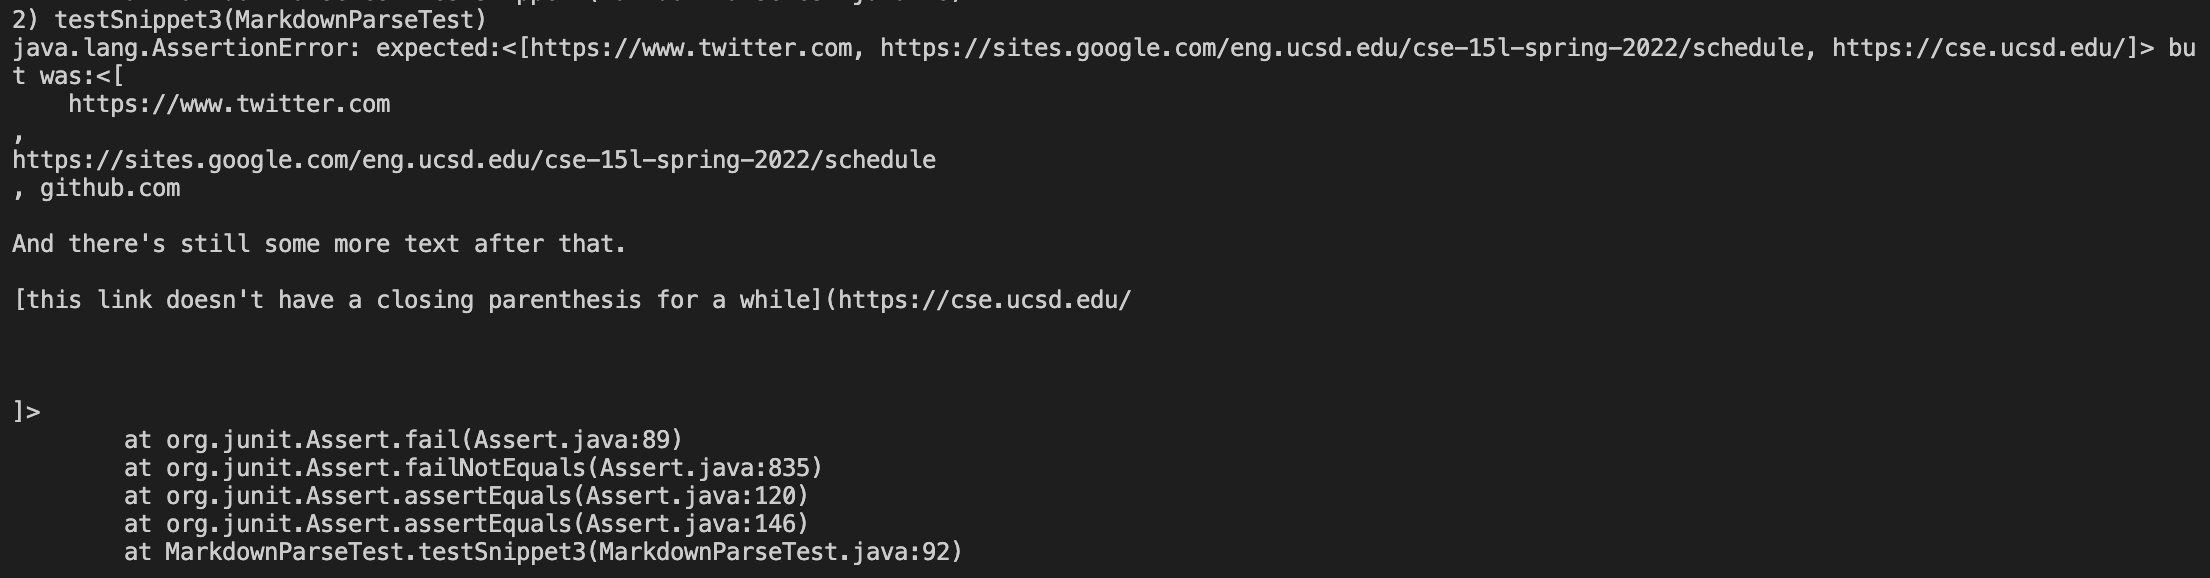 2) testSnippet3(MarkdownParseTest)
java.lang.AssertionError: expected:<[https://www.twitter.com, https://sites.google.com/eng.ucsd.edu/cse-15l-spring-2022/schedule, https://cse.ucsd.edu/]> bu
t was:<[
    https://www.twitter.com
,
https://sites.google.com/eng.ucsd.edu/cse-15l-spring-2022/schedule
, github.com

And there's still some more text after that.

[this link doesn't have a closing parenthesis for a while](https://cse.ucsd.edu/



]>
        at org.junit.Assert.fail(Assert.java:89)
        at org.junit.Assert.failNotEquals(Assert.java:835)
        at org.junit.Assert.assertEquals(Assert.java:120)
        at org.junit.Assert.assertEquals(Assert.java:146)
        at MarkdownParseTest.testSnippet3(MarkdownParseTest.java:92)